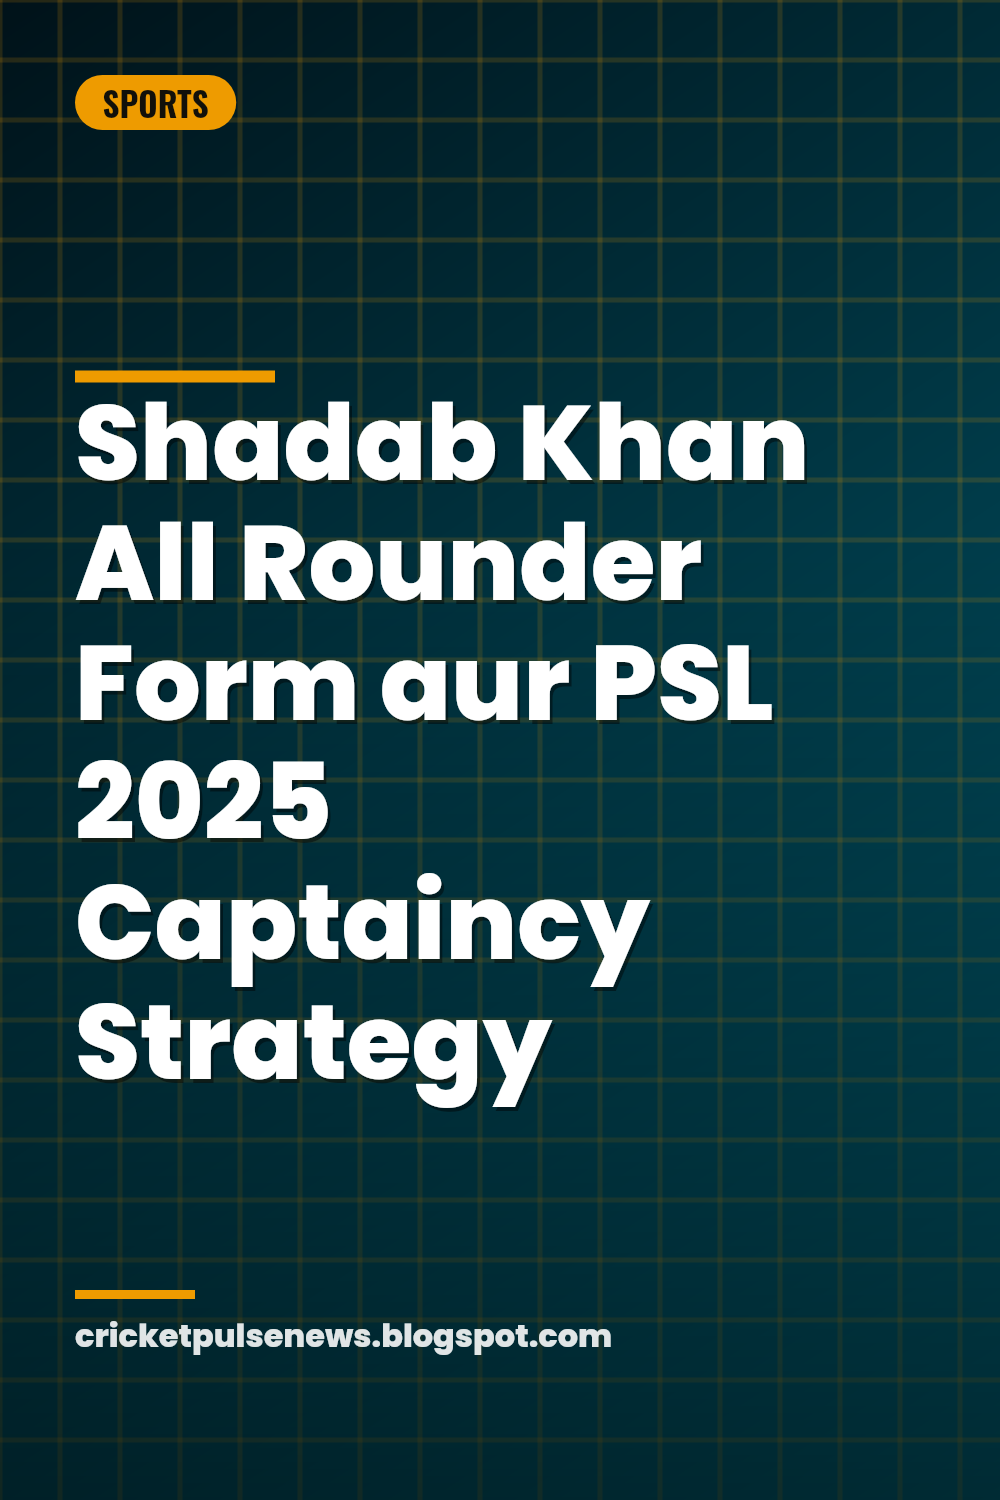 SPORTS
Shadab Khan
All Rounder
Form aur PSL
2025
Captaincy
Strategy
cricketpulsenews.blogspot.com